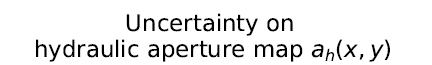 Uncertainty on
hydraulic aperture map $a_h(x, y)$